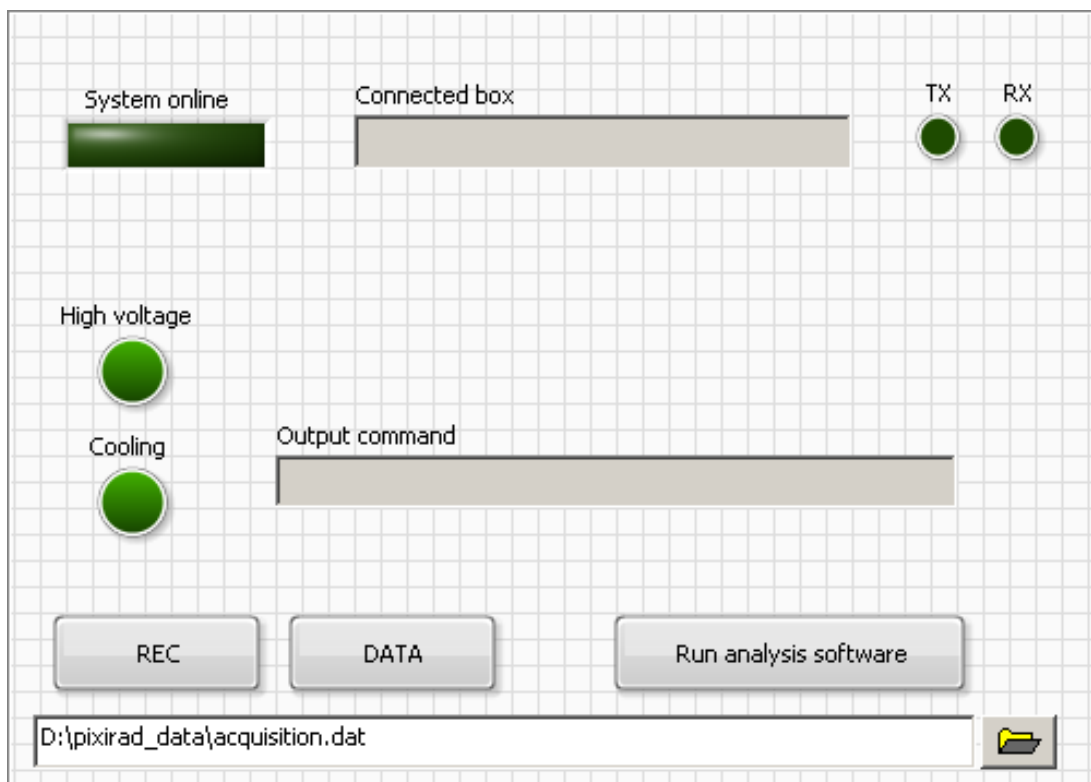 System online
Connected box
TX
RX
High voltage
Cooling
Output command
REC
DATA
Run analysis software
D:\pixirad_data\acquisition.dat